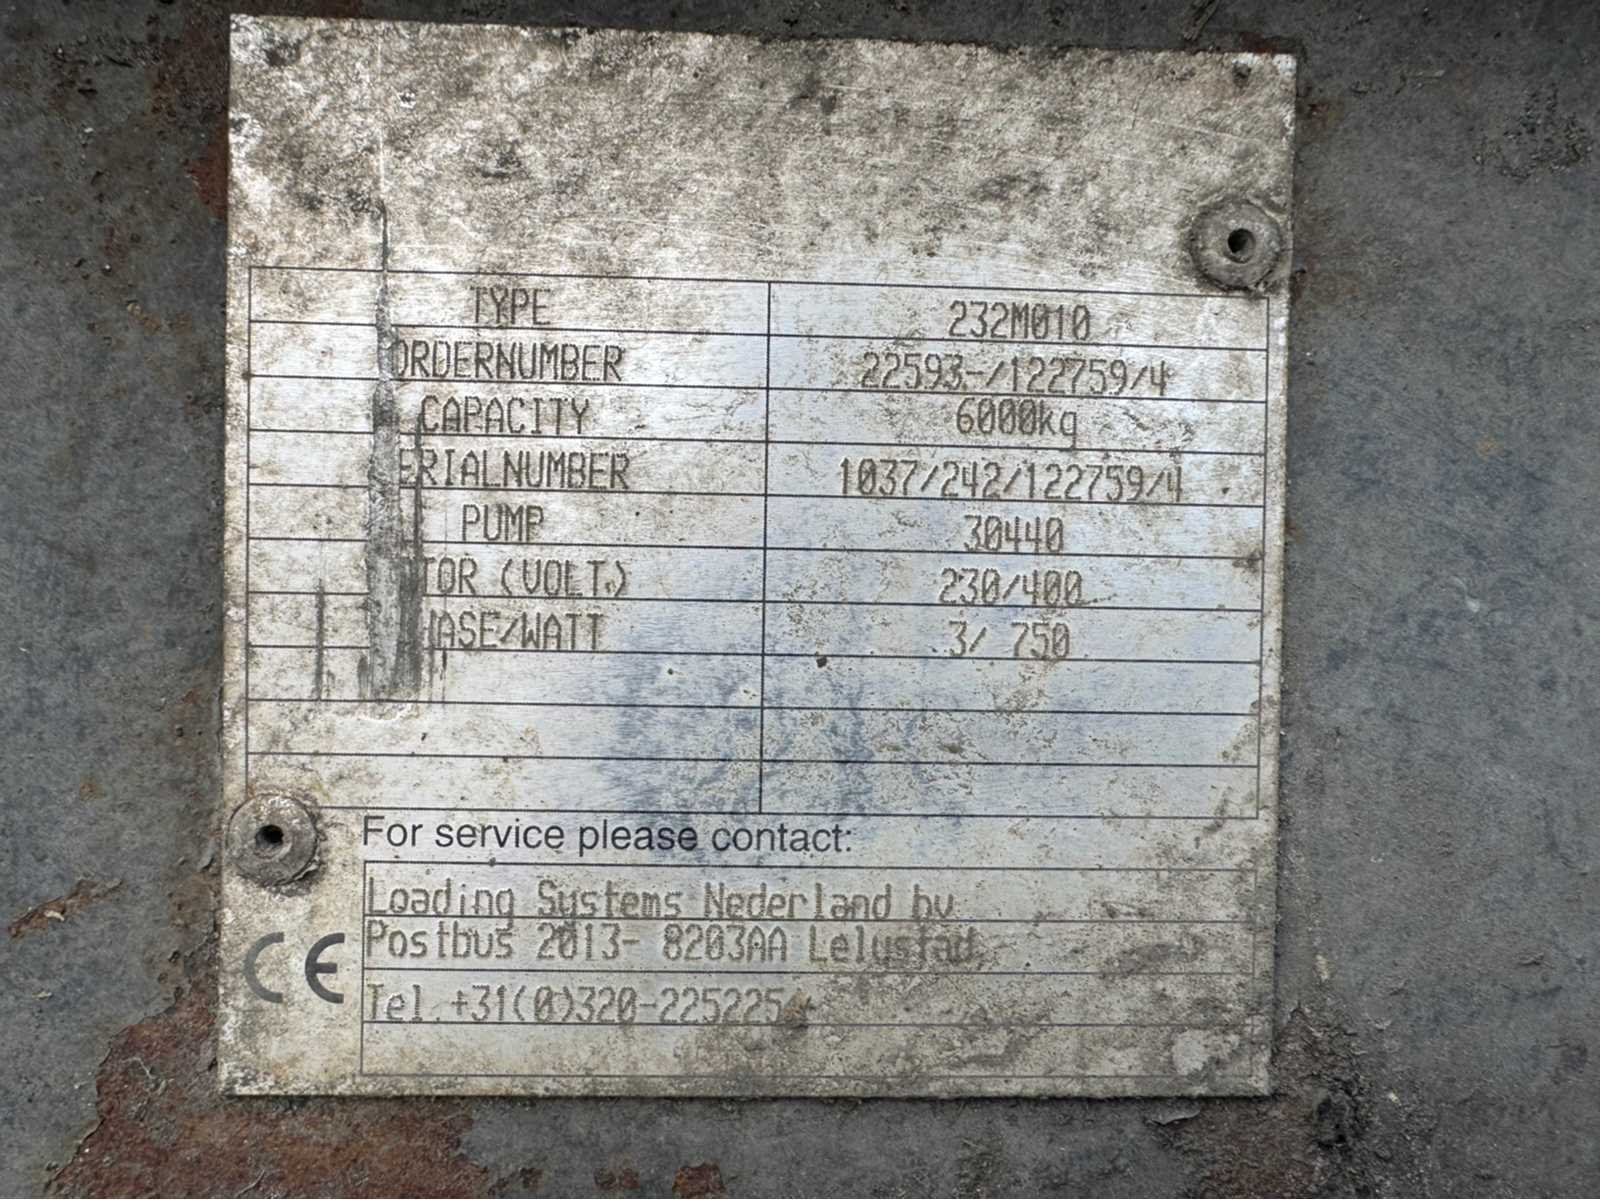 TYPE 232M010
ORDERNUMBER 22593-/122759/4
CAPACITY 6000kg
ERIALNUMBER 1037/242/122759/4
PUMP 30440
TOR (VOLT.) 230/400
HASE/WATT 3/ 750
For service please contact:
Loading Systems Nederland bv
Postbus 2013- 8203AA Lelustad
CE
Tel.+31(0)320-225225